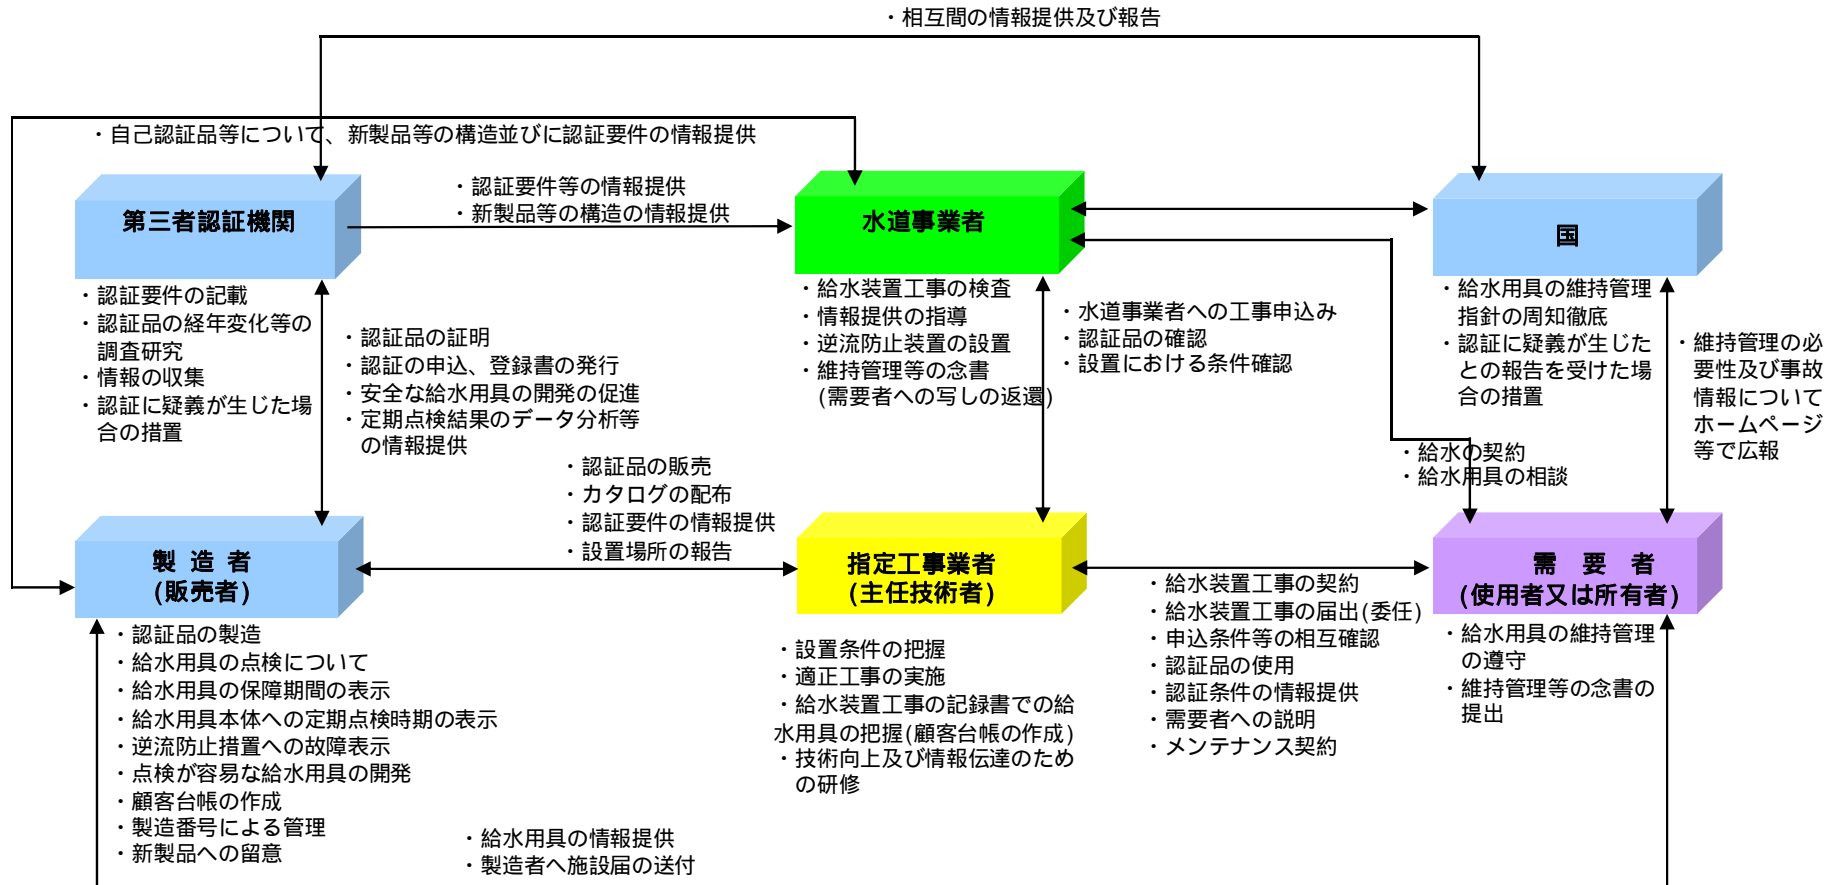 ・相互間の情報提供及び報告
・自己認証品等について、新製品等の構造並びに認証要件の情報提供
第三者認証機関
・認証要件等の情報提供
・新製品等の構造の情報提供
水道事業者
国
・認証要件の記載
・認証品の経年変化等の
調査研究
・情報の収集
・認証に疑義が生じた場
合の措置
・認証品の証明
・認証の申込、登録書の発行
・安全な給水用具の開発の促進
・定期点検結果のデータ分析等
の情報提供
・給水装置工事の検査
・情報提供の指導
・逆流防止装置の設置
・維持管理等の念書
(需要者への写しの返還)
・水道事業者への工事申込み
・認証品の確認
・設置における条件確認
・給水用具の維持管理
指針の周知徹底
・認証に疑義が生じた
との報告を受けた場
合の措置
・維持管理の必
要性及び事故
情報について
ホームページ
等で広報
・給水の契約
・給水用具の相談
・認証品の販売
・カタログの配布
・認証要件の情報提供
・設置場所の報告
製 造 者
(販売者)
指定工事業者
(主任技術者)
需 要 者
(使用者又は所有者)
・認証品の製造
・給水用具の点検について
・給水用具の保障期間の表示
・給水用具本体への定期点検時期の表示
・逆流防止措置への故障表示
・点検が容易な給水用具の開発
・顧客台帳の作成
・製造番号による管理
・新製品への留意
・設置条件の把握
・適正工事の実施
・給水装置工事の記録書での給
水用具の把握(顧客台帳の作成)
・技術向上及び情報伝達のため
の研修
・給水装置工事の契約
・給水装置工事の届出(委任)
・申込条件等の相互確認
・認証品の使用
・認証条件の情報提供
・需要者への説明
・メンテナンス契約
・給水用具の維持管理
の遵守
・維持管理等の念書の
提出
・給水用具の情報提供
・製造者へ施設届の送付